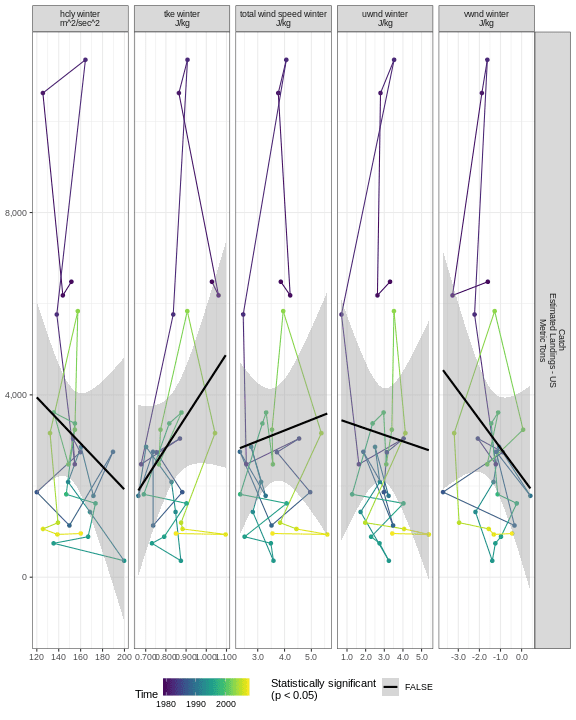 hcly winter
m^2/sec^2
tke winter
J/kg
total wind speed winter
J/kg
uwnd winter
J/kg
vwnd winter
J/kg
Catch
Estimated Landings - US
Metric Tons
8,000
4,000
0
120 140 160 180 200
0.700 0.800 0.900 1.000 1.100
3.0 4.0 5.0
1.0 2.0 3.0 4.0 5.0
-3.0 -2.0 -1.0 0.0
Time
1980 1990 2000
Statistically significant
(p < 0.05)
FALSE